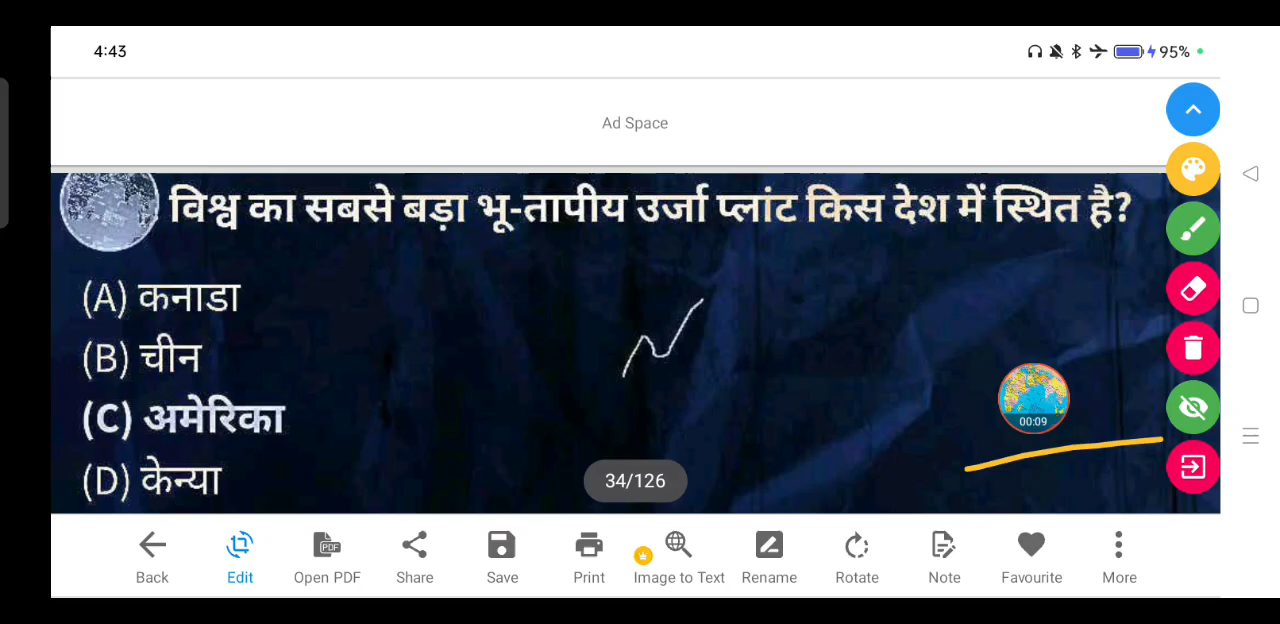 4:43
95%
Ad Space
विश्व का सबसे बड़ा भू-तापीय उर्जा प्लांट किस देश में स्थित है?
(A) कनाडा
(B) चीन
(C) अमेरिका
(D) केन्या
00:09
34/126
Back Edit Open PDF Share Save Print Image to Text Rename Rotate Note Favourite More